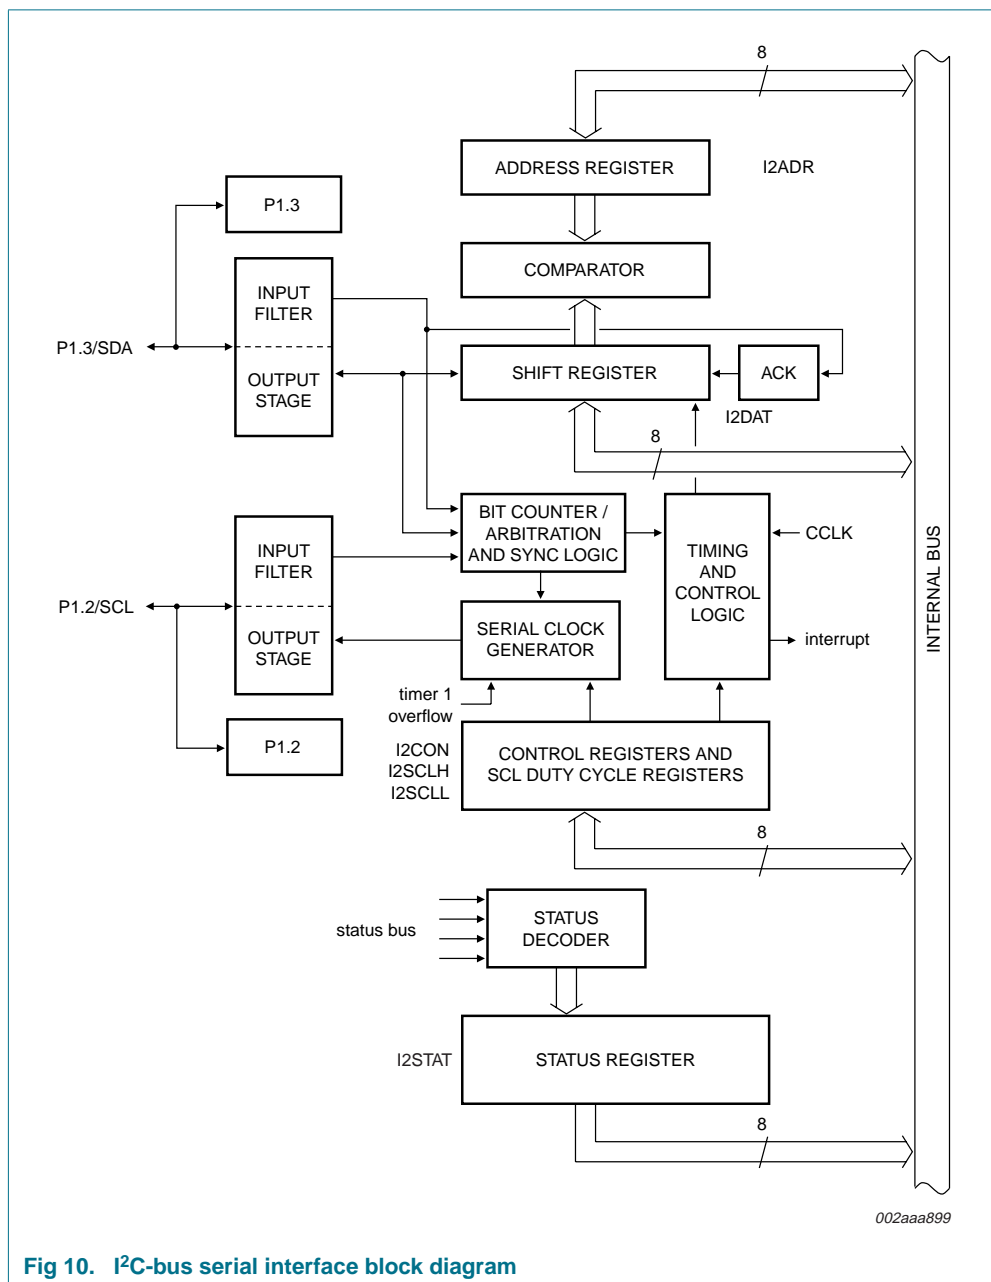 8
ADDRESS REGISTER
I2ADR
P1.3
COMPARATOR
INPUT
FILTER
P1.3/SDA
OUTPUT
STAGE
SHIFT REGISTER
ACK
I2DAT
8
BIT COUNTER /
ARBITRATION
AND SYNC LOGIC
INPUT
FILTER
TIMING
AND
CONTROL
LOGIC
CCLK
INTERNAL BUS
P1.2/SCL
OUTPUT
STAGE
SERIAL CLOCK
GENERATOR
interrupt
timer 1
overflow
P1.2
I2CON
I2SCLH
I2SCLL
CONTROL REGISTERS AND
SCL DUTY CYCLE REGISTERS
8
status bus
STATUS
DECODER
I2STAT
STATUS REGISTER
8
002aaa899
Fig 10. I²C-bus serial interface block diagram